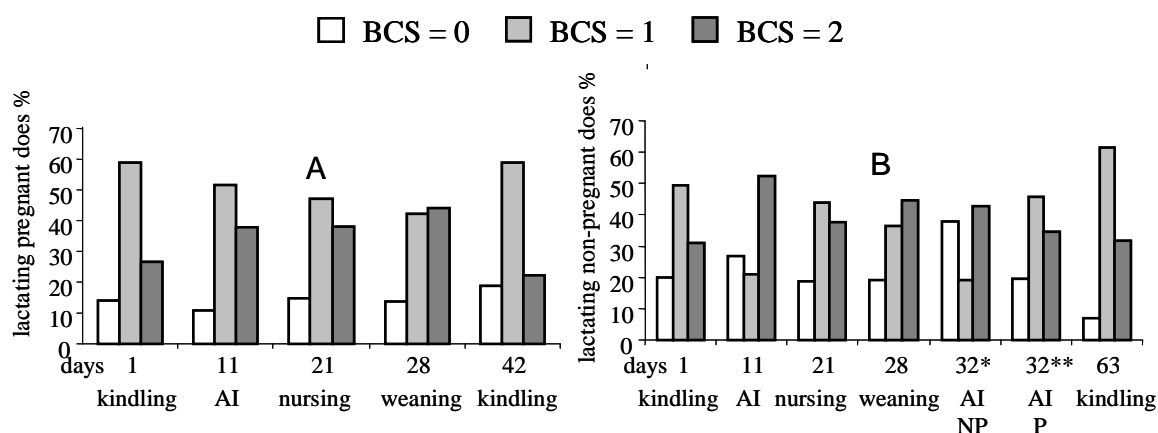 BCS = 0 BCS = 1 BCS = 2
lactating pregnant does %
70
60
50
40
30
20
10
0
A
days 1 11 21 28 42
kindling AI nursing weaning kindling
lactating non-pregnant does %
70
60
50
40
30
20
10
0
B
days 1 11 21 28 32* 32** 63
kindling AI nursing weaning AI AI kindling
NP P